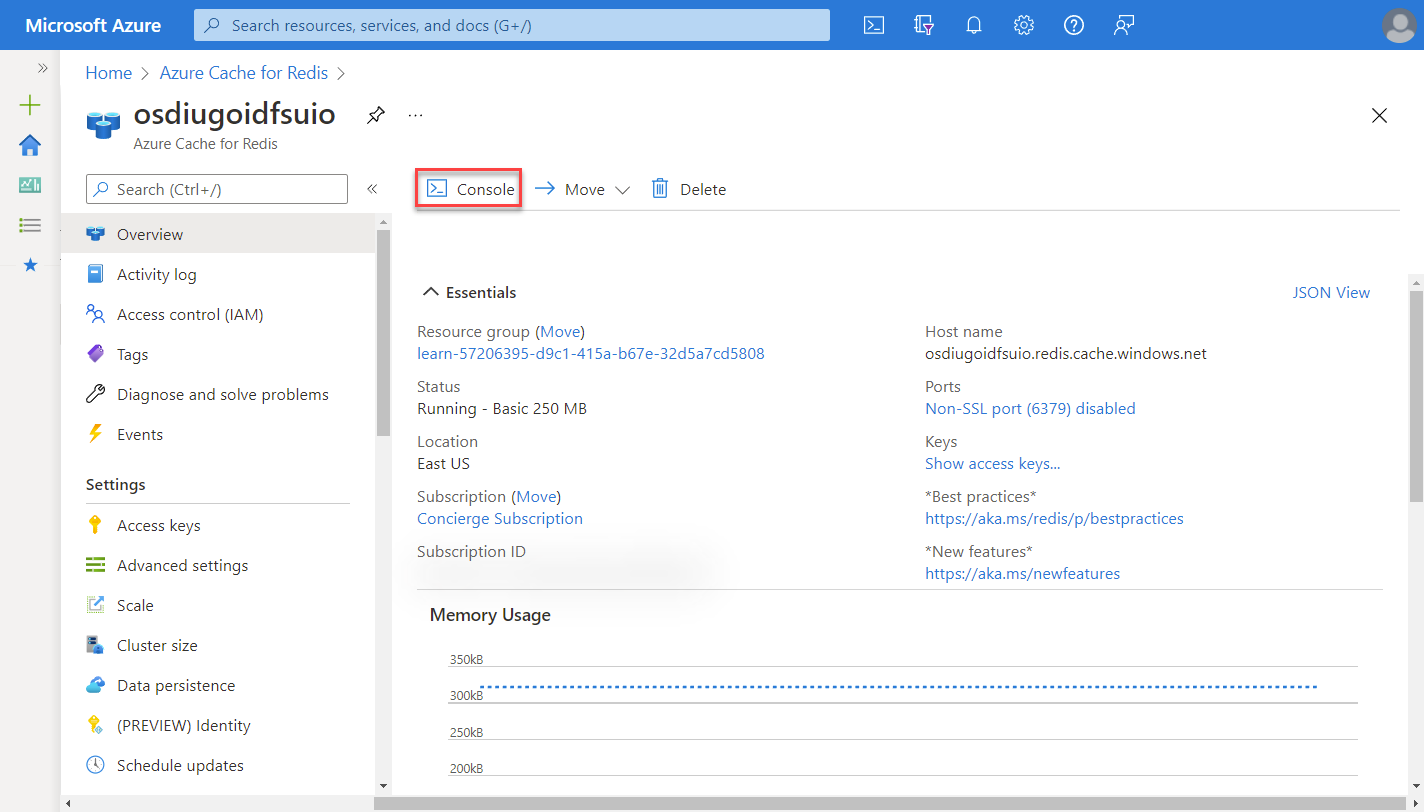 Microsoft Azure
Search resources, services, and docs (G+/)
Home > Azure Cache for Redis >
osdiugoidfsuio
Azure Cache for Redis
Search (Ctrl+/)
Overview
Activity log
Access control (IAM)
Tags
Diagnose and solve problems
Events
Settings
Access keys
Advanced settings
Scale
Cluster size
Data persistence
(PREVIEW) Identity
Schedule updates
Console
Move
Delete
Essentials
JSON View
Resource group (Move)
learn-57206395-d9c1-415a-b67e-32d5a7cd5808
Status
Running - Basic 250 MB
Location
East US
Subscription (Move)
Concierge Subscription
Subscription ID
Host name
osdiugoidfsuio.redis.cache.windows.net
Ports
Non-SSL port (6379) disabled
Keys
Show access keys...
*Best practices*
https://aka.ms/redis/p/bestpractices
*New features*
https://aka.ms/newfeatures
Memory Usage
350kB
300kB
250kB
200kB